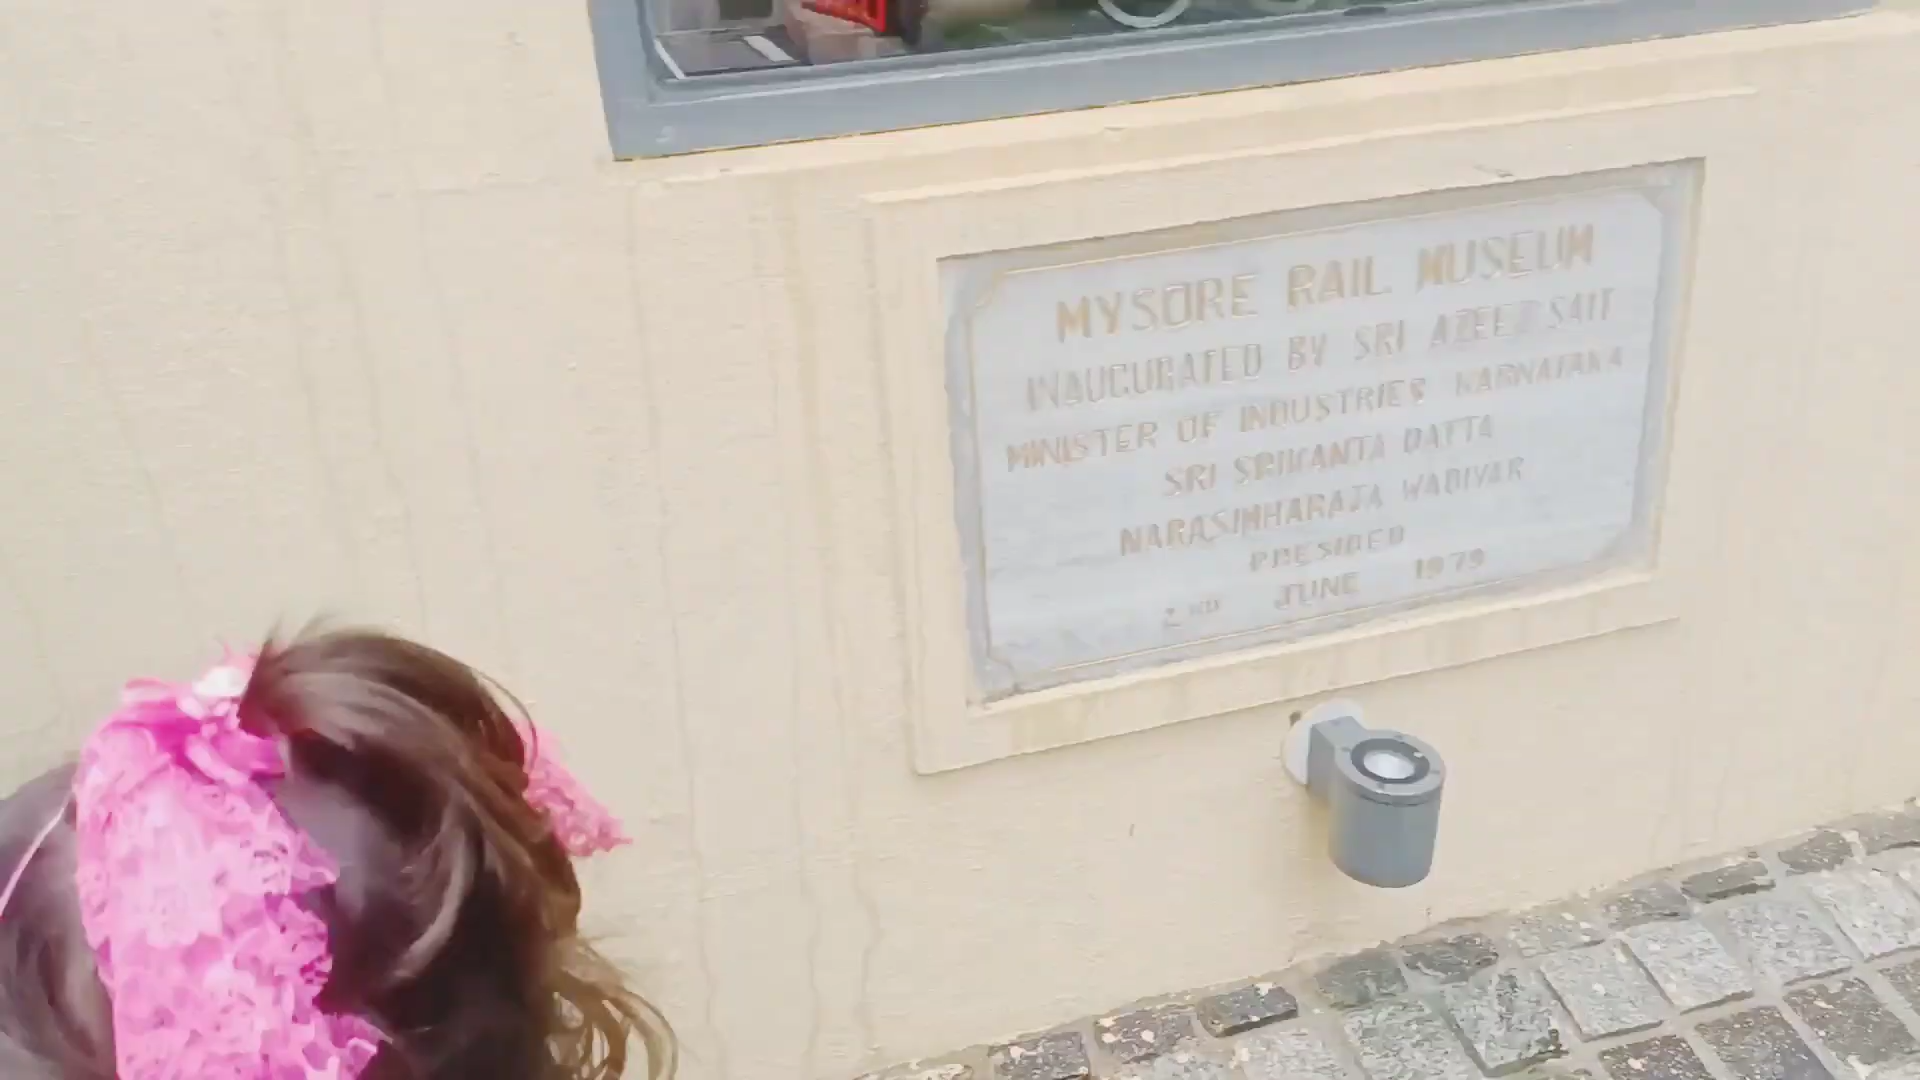 MYSORE RAIL MUSEUM
INAUGURATED BY SRI AZEEZ SAIT
MINISTER OF INDUSTRIES KARNATAKA
SRI SRIKANTA DATTA
NARASIMHARAJA WADIYAR
PRESIDED
2ND JUNE 1979